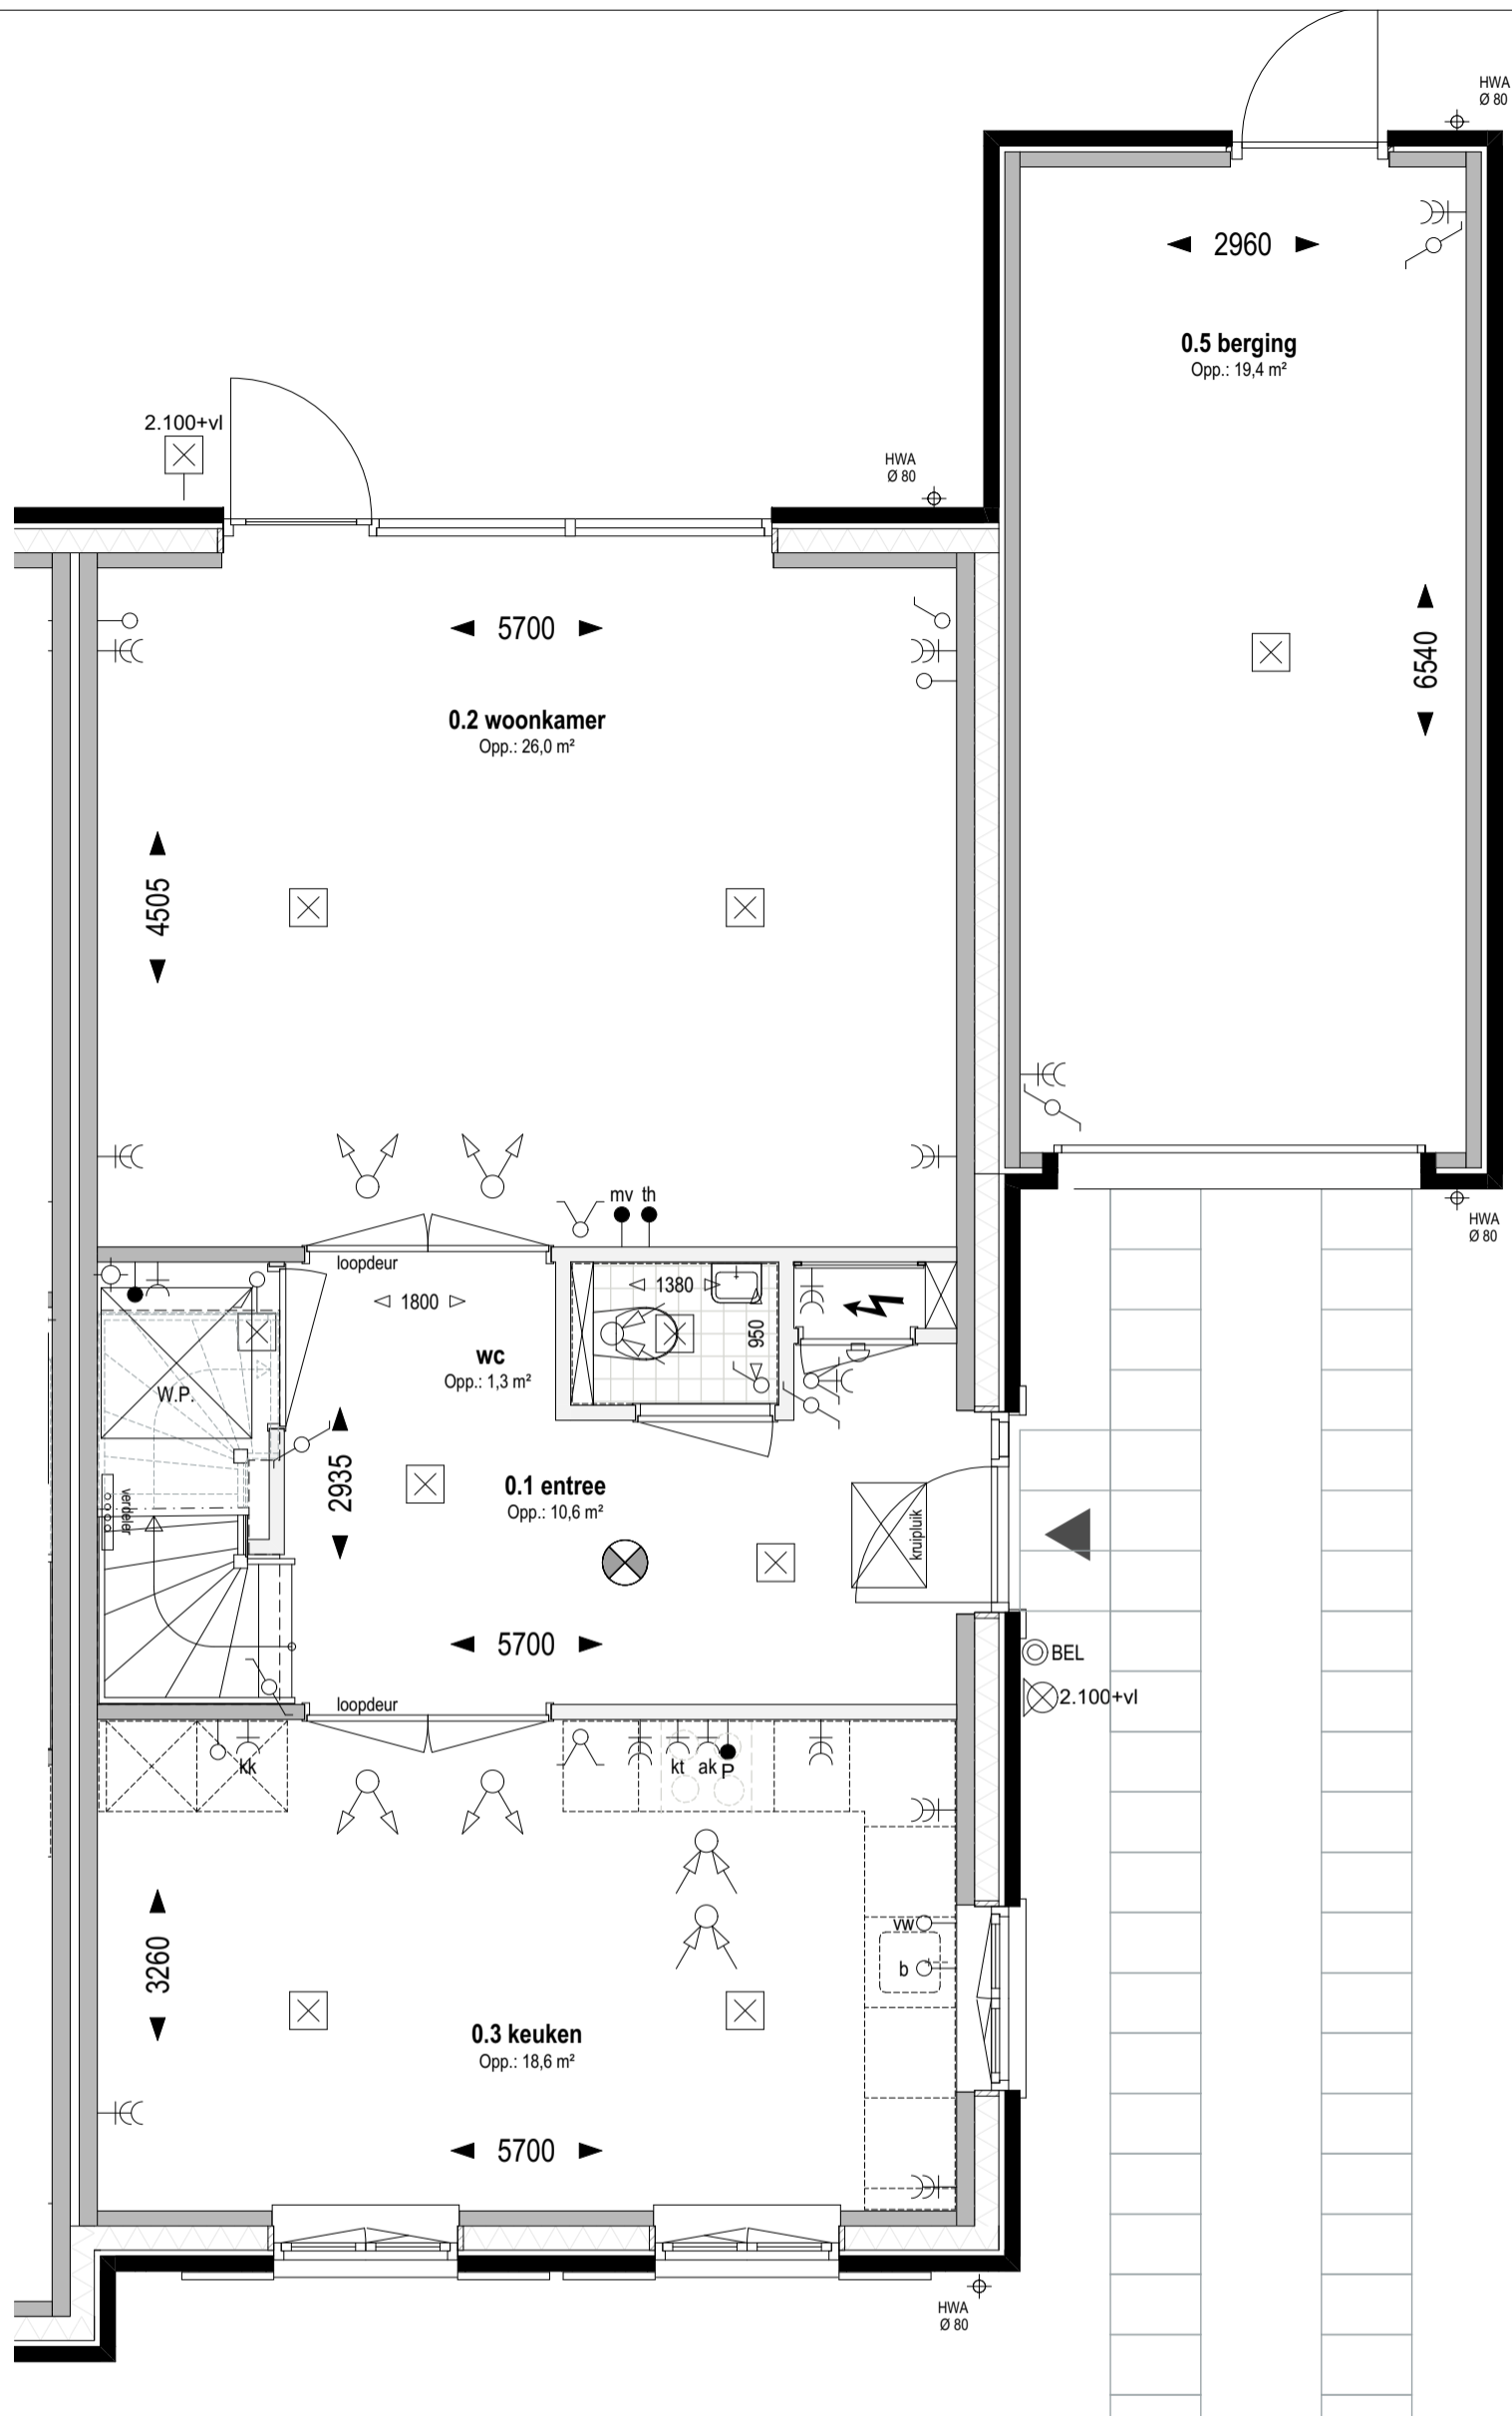 HWA
Ø 80
2960
0.5 berging
Opp.: 19,4 m²
2.100+vl
HWA
Ø 80
5700
6540
0.2 woonkamer
Opp.: 26,0 m²
4505
mv th
HWA
Ø 80
loopdeur
1800
1380
950
wc
Opp.: 1,3 m²
W.P.
2935
0.1 entree
Opp.: 10,6 m²
verdeler
kruipluik
5700
BEL
2.100+vl
loopdeur
kk
kt ak P
vw
b
3260
0.3 keuken
Opp.: 18,6 m²
5700
HWA
Ø 80